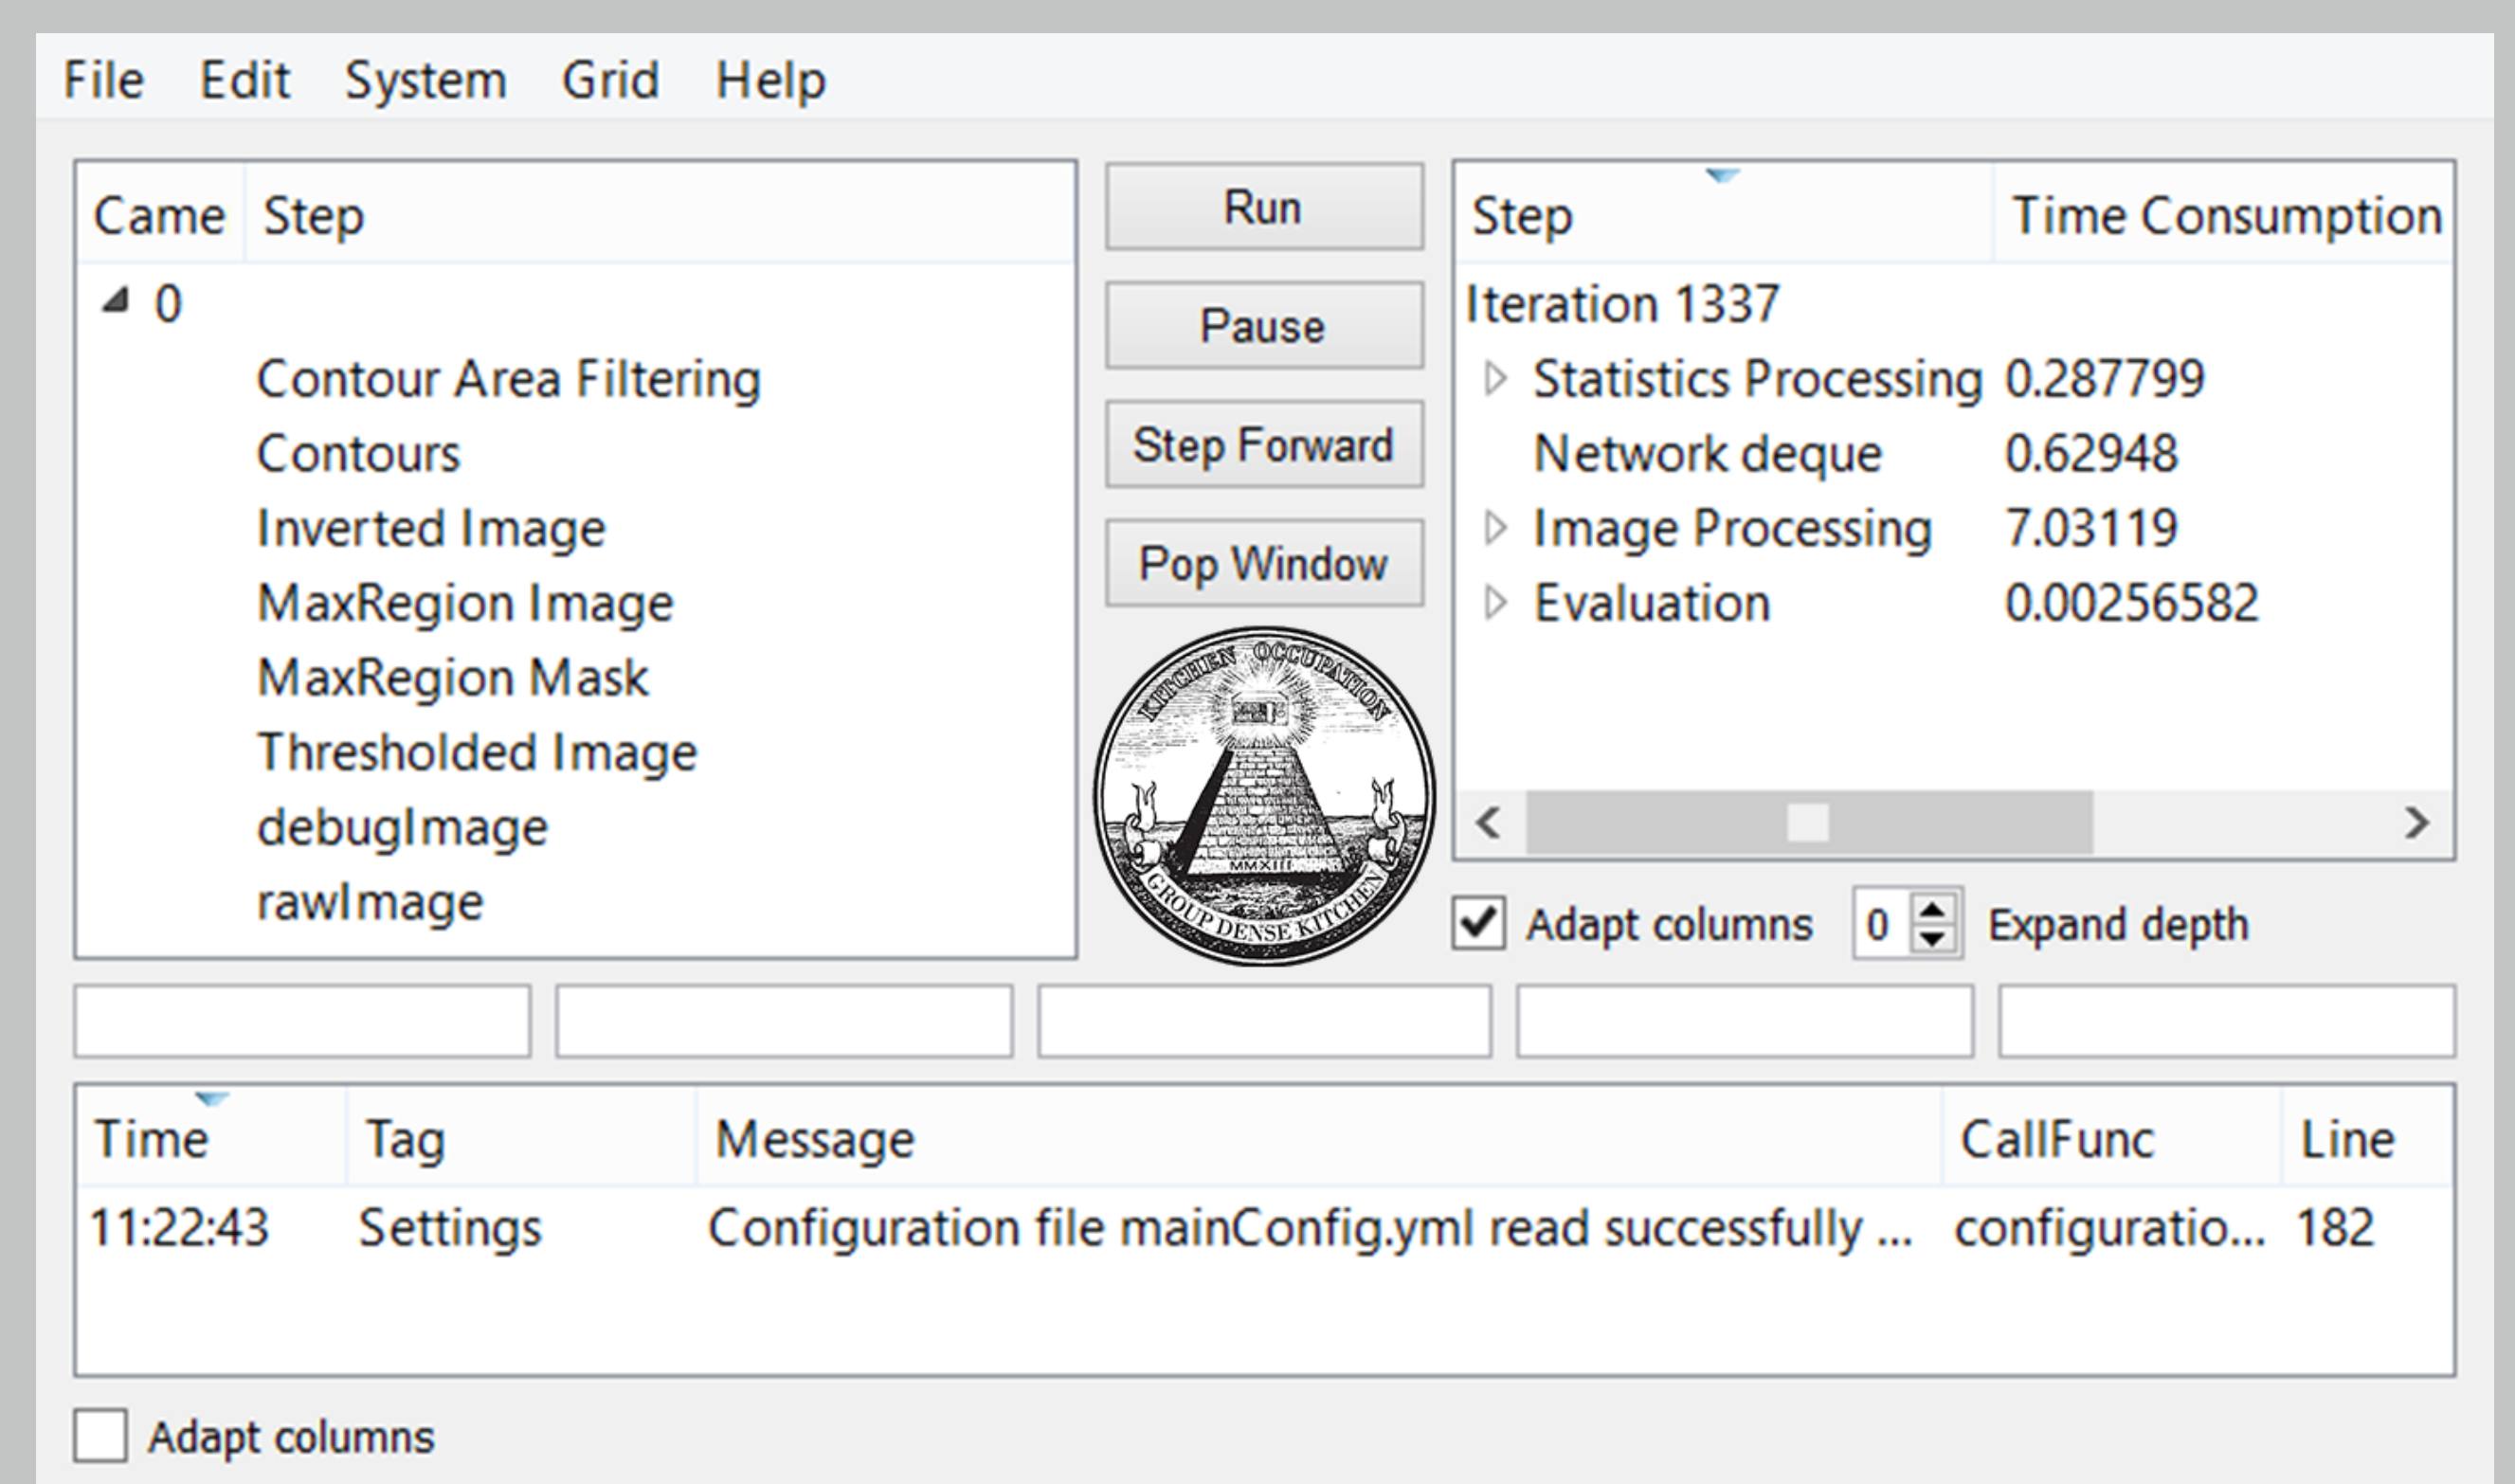 File Edit System Grid Help
Came Step
0
Contour Area Filtering
Contours
Inverted Image
MaxRegion Image
MaxRegion Mask
Thresholded Image
debugImage
rawImage
Run
Pause
Step Forward
Pop Window
KITCHEN OCCUPATION
MMXIII
GROUP DENSE KITCHEN
Step Time Consumption
Iteration 1337
Statistics Processing 0.287799
Network deque 0.62948
Image Processing 7.03119
Evaluation 0.00256582
Adapt columns 0 Expand depth
Time Tag Message CallFunc Line
11:22:43 Settings Configuration file mainConfig.yml read successfully ... configuratio... 182
Adapt columns